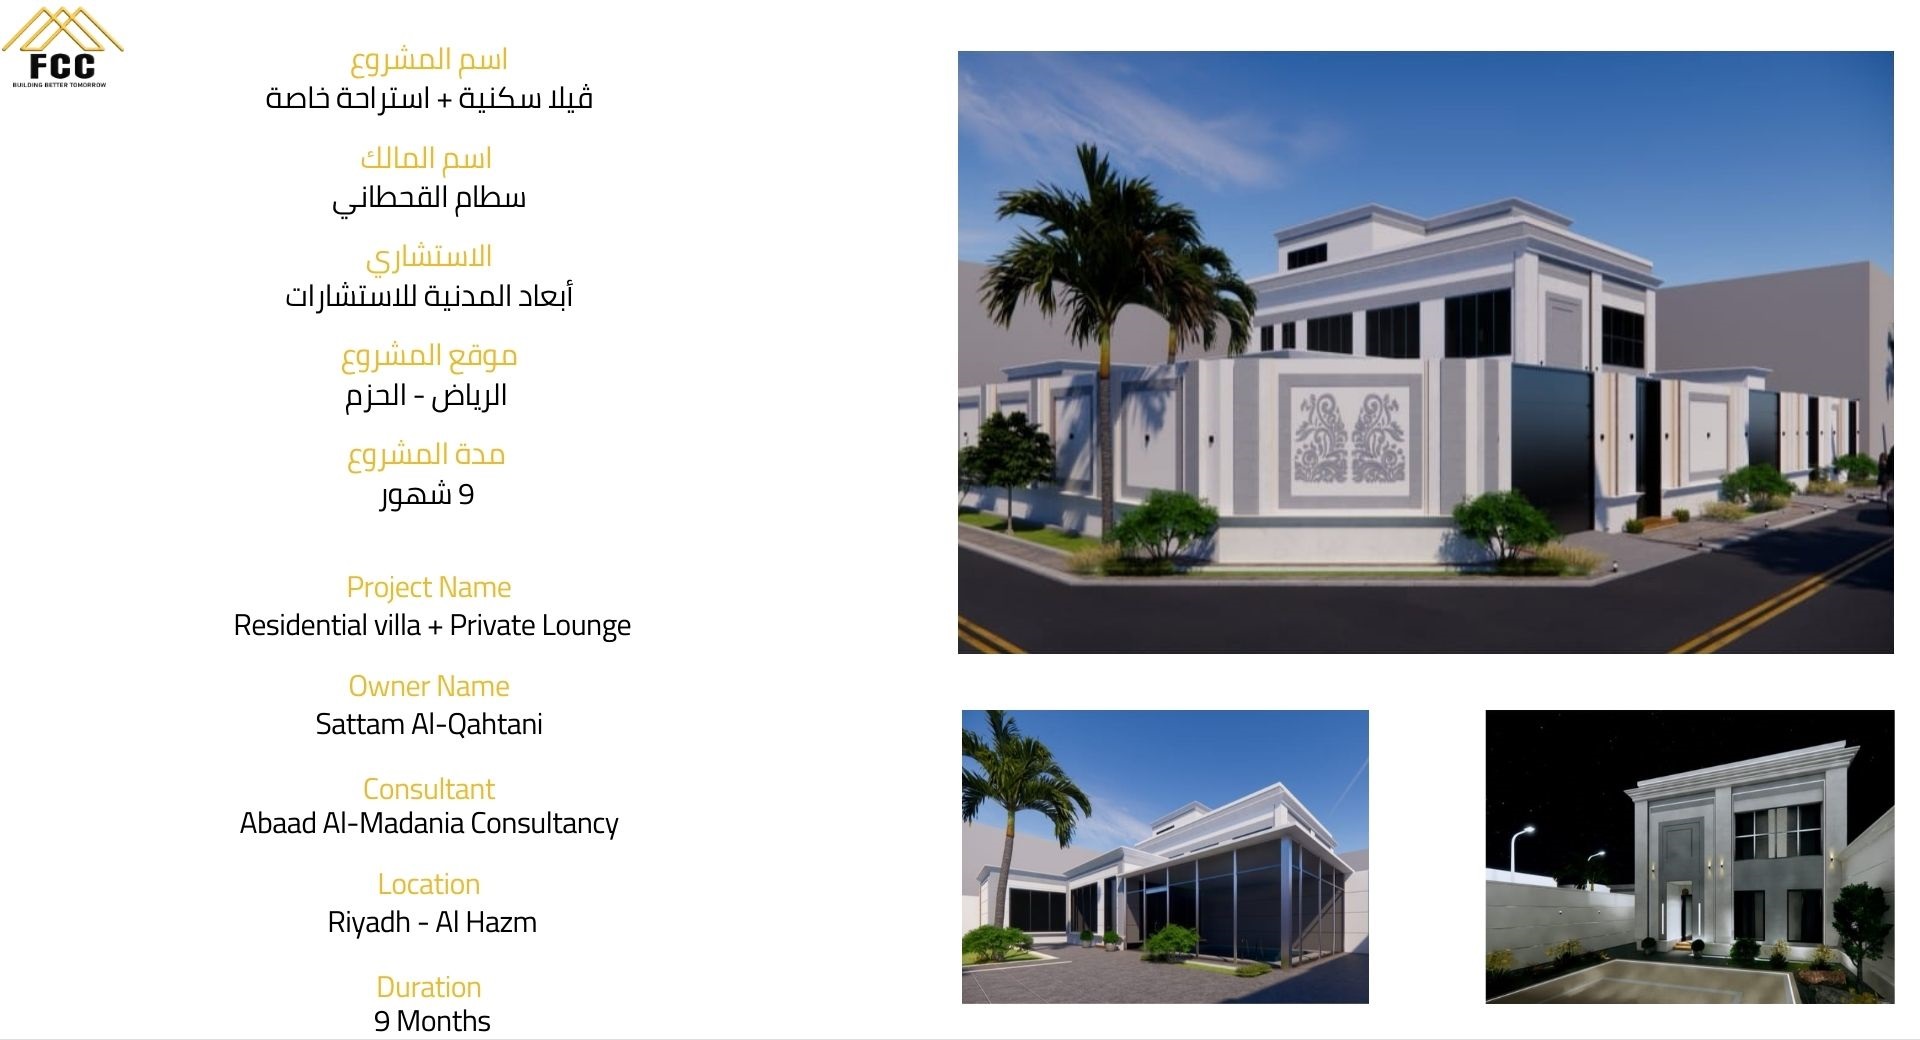 FCC
BUILDING BETTER TOMORROW
اسم المشروع
ڤيلا سكنية + استراحة خاصة
اسم المالك
سطام القحطاني
الاستشاري
أبعاد المدنية للاستشارات
موقع المشروع
الرياض - الحزم
مدة المشروع
9 شهور
Project Name
Residential villa + Private Lounge
Owner Name
Sattam Al-Qahtani
Consultant
Abaad Al-Madania Consultancy
Location
Riyadh - Al Hazm
Duration
9 Months